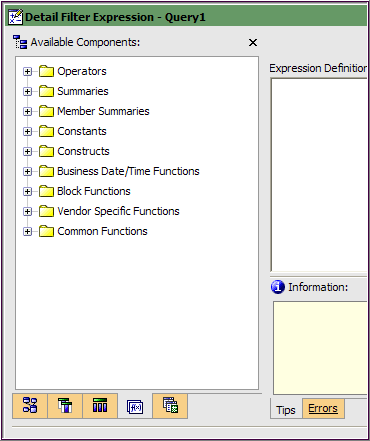 Detail Filter Expression - Query1
Available Components:
Operators
Summaries
Member Summaries
Constants
Constructs
Business Date/Time Functions
Block Functions
Vendor Specific Functions
Common Functions
Expression Definition
Information:
f(x)
Tips
Errors